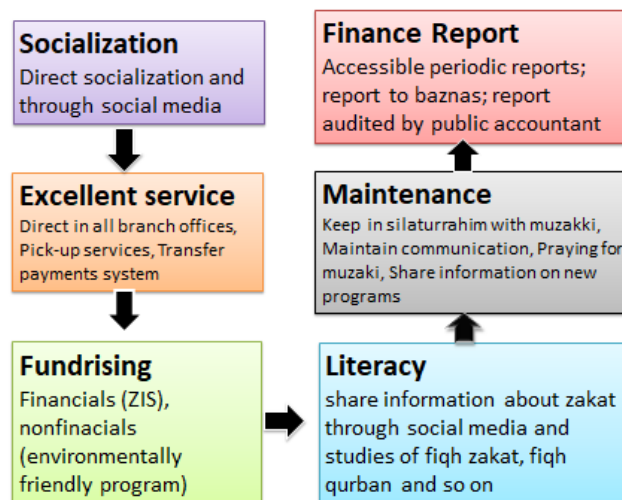 Socialization
Direct socialization and
through social media
Excellent service
Direct in all branch offices,
Pick-up services, Transfer
payments system
Fundrising
Financials (ZIS),
nonfinacials
(environmentally
friendly program)
Literacy
share information about zakat
through social media and
studies of fiqh zakat, fiqh
qurban and so on
Maintenance
Keep in silaturrahim with muzakki,
Maintain communication, Praying for
muzaki, Share information on new
programs
Finance Report
Accessible periodic reports;
report to baznas; report
audited by public accountant